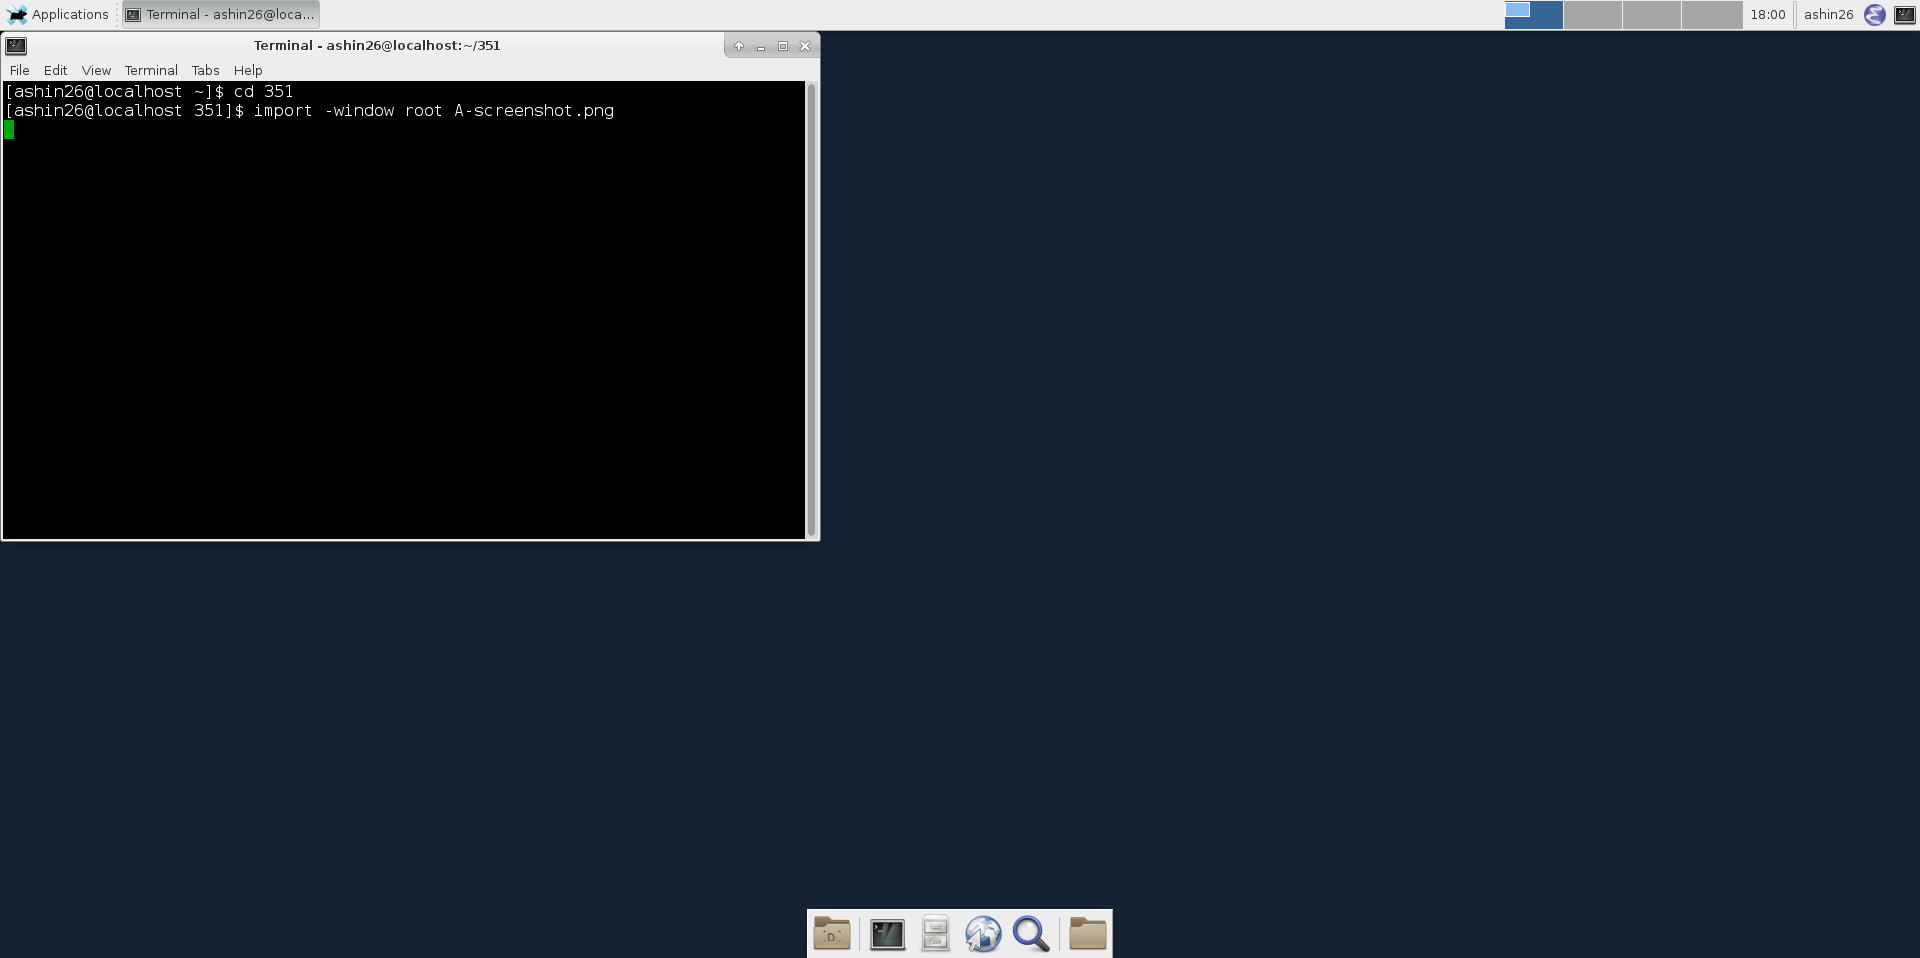 Applications
Terminal - ashin26@loca...
18:00
ashin26
Terminal - ashin26@localhost:~/351
File Edit View Terminal Tabs Help
[ashin26@localhost ~]$ cd 351
[ashin26@localhost 351]$ import -window root A-screenshot.png
D